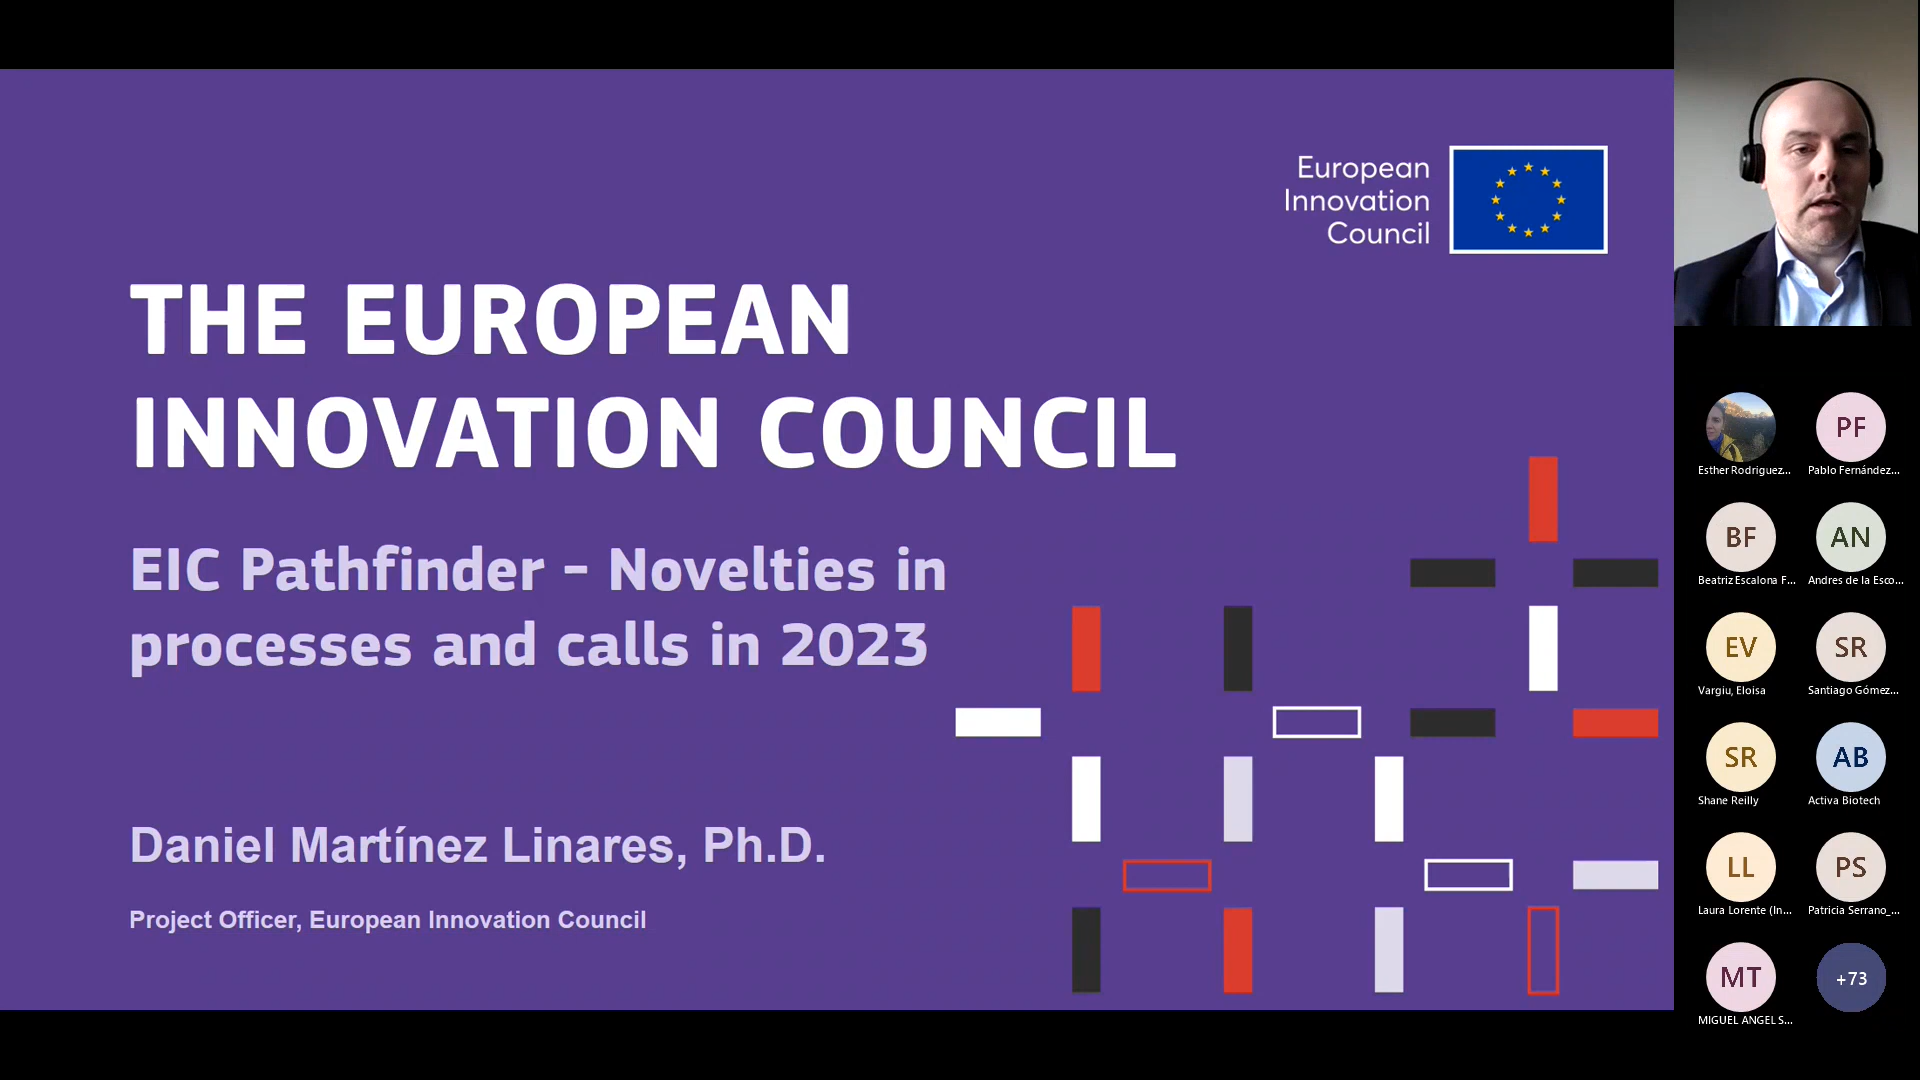 European
Innovation
Council
THE EUROPEAN
INNOVATION COUNCIL
EIC Pathfinder - Novelties in
processes and calls in 2023
Daniel Martínez Linares, Ph.D.
Project Officer, European Innovation Council
Esther Rodriguez...
PF
Pablo Fernández...
BF
Beatriz Escalona F...
AN
Andres de la Esco...
EV
Vargiu, Eloisa
SR
Santiago Gómez...
SR
Shane Reilly
AB
Activa Biotech
LL
Laura Lorente (In...
PS
Patricia Serrano_...
MT
MIGUEL ANGEL S...
+73